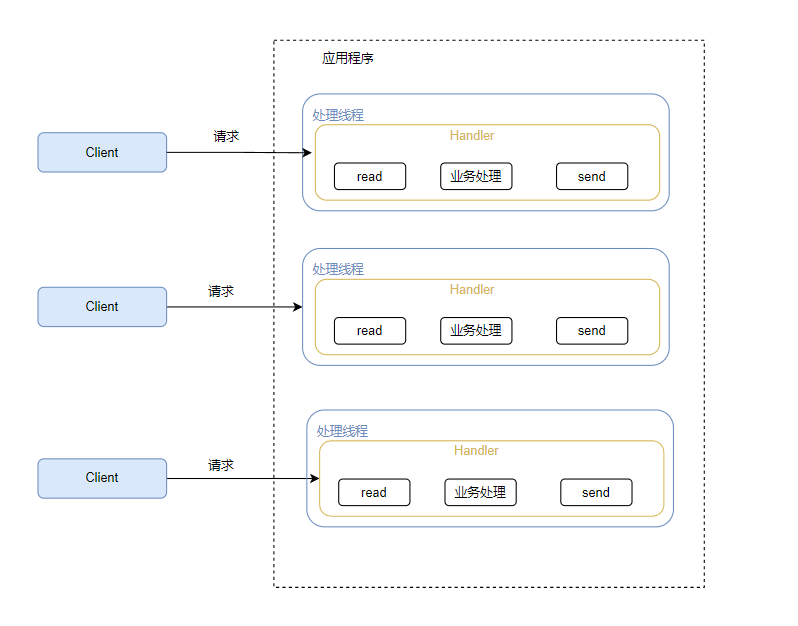 应用程序
处理线程
Handler
请求
Client
read
业务处理
send
处理线程
Handler
请求
Client
read
业务处理
send
处理线程
Handler
请求
Client
read
业务处理
send